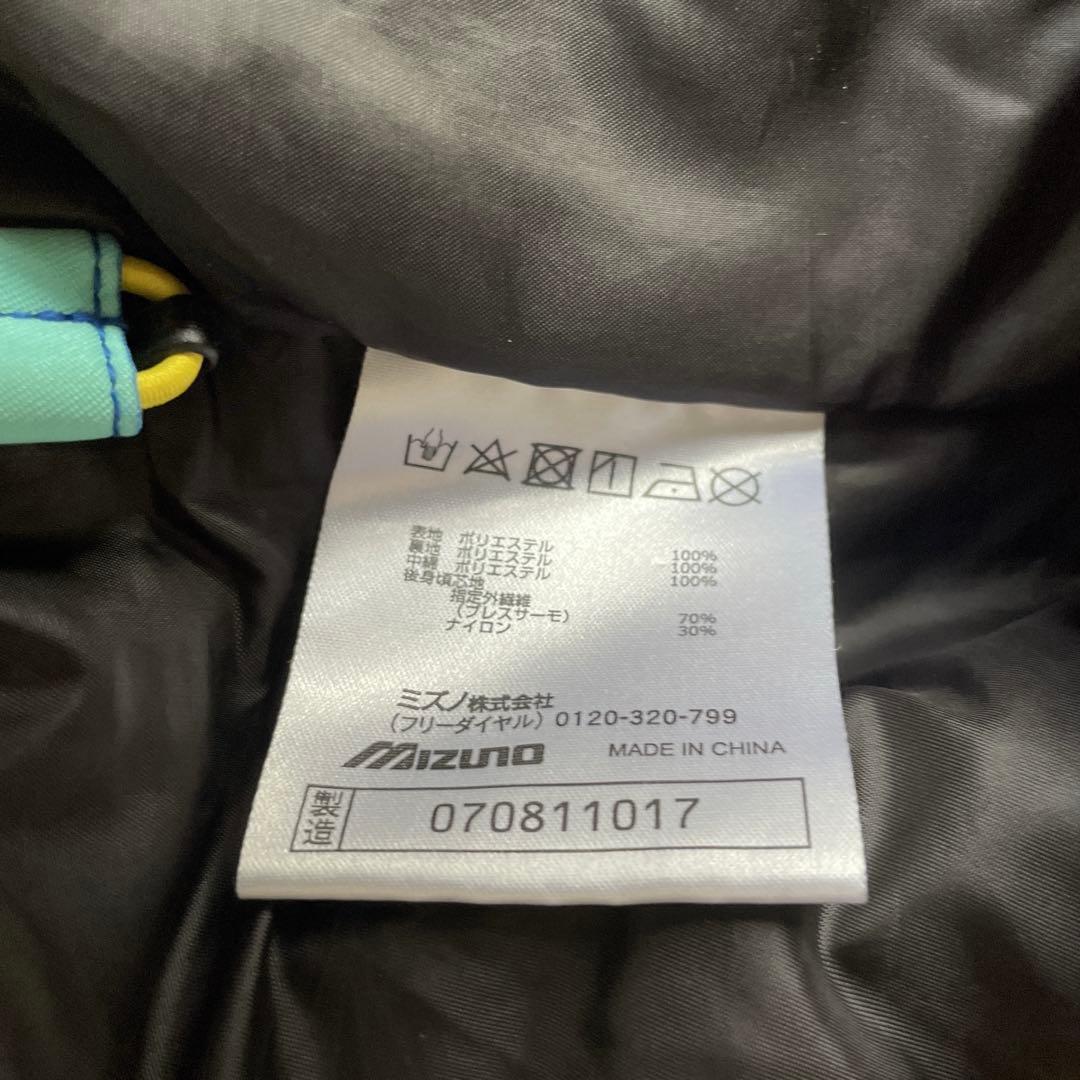 表地 ポリエステル 100%
裏地 ポリエステル 100%
中綿 ポリエステル 100%
後身頃芯地
指定外繊維
(ブレスサーモ) 70%
ナイロン 30%
ミズノ株式会社
(フリーダイヤル) 0120-320-799
MIZUNO MADE IN CHINA
製造 070811017